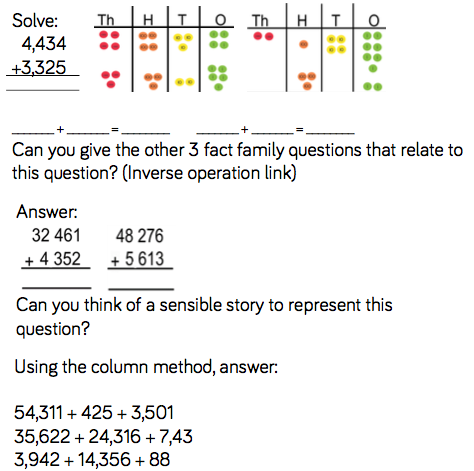 Solve:
4,434
+3,325
Th H T O
Th H T O
______+______=_______ ______+______=_______
Can you give the other 3 fact family questions that relate to
this question? (Inverse operation link)
Answer:
32 461 48 276
+ 4 352 + 5 613
Can you think of a sensible story to represent this
question?
Using the column method, answer:
54,311 + 425 + 3,501
35,622 + 24,316 + 7,43
3,942 + 14,356 + 88